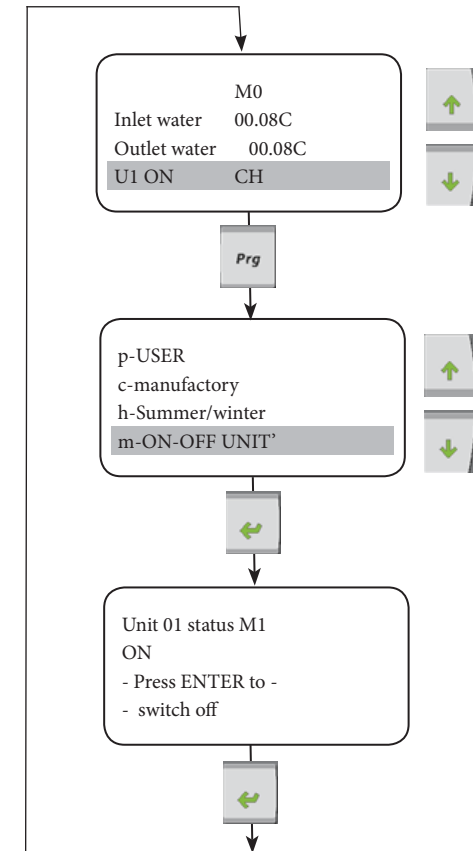 M0
Inlet water 00.08C
Outlet water 00.08C
U1 ON CH
Prg
p-USER
c-manufactory
h-Summer/winter
m-ON-OFF UNIT’
Unit 01 status M1
ON
- Press ENTER to -
- switch off